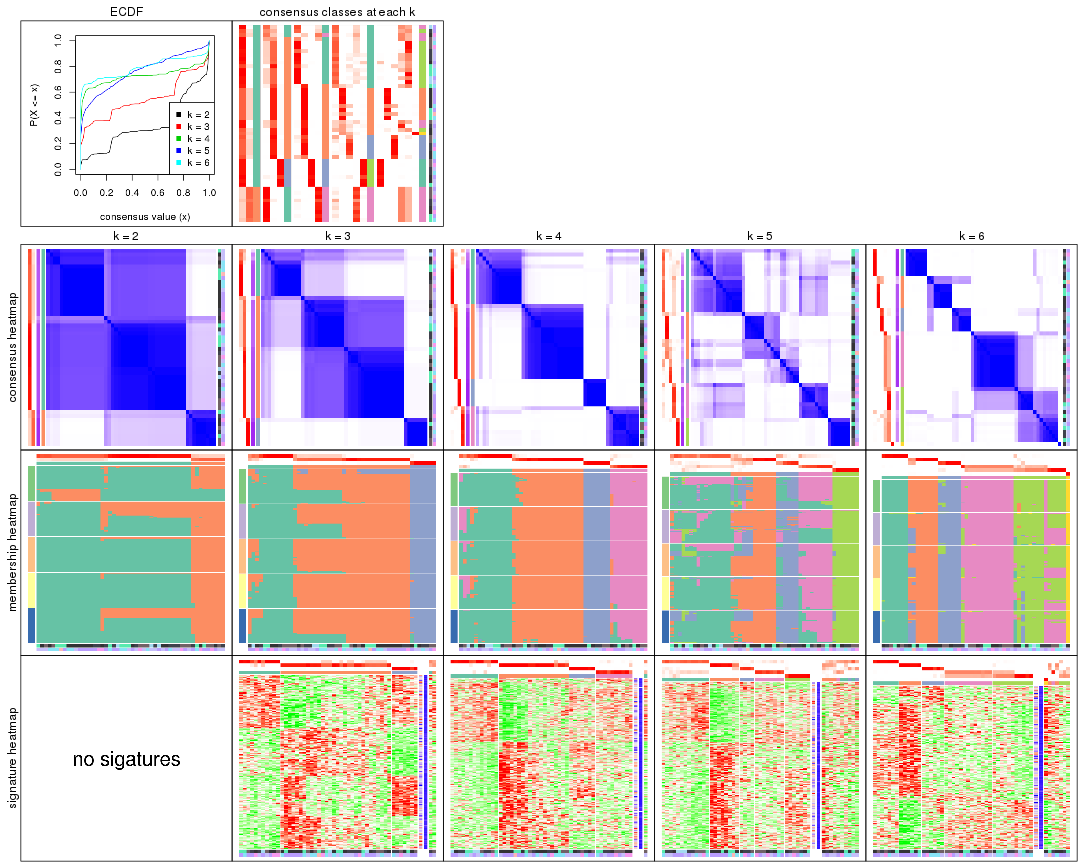 ECDF
consensus classes at each k
P(X <= x)
0.0 0.2 0.4 0.6 0.8 1.0
k = 2
k = 3
k = 4
k = 5
k = 6
0.0 0.2 0.4 0.6 0.8 1.0
consensus value (x)
k = 2
k = 3
k = 4
k = 5
k = 6
consensus heatmap
membership heatmap
signature heatmap
no sigatures